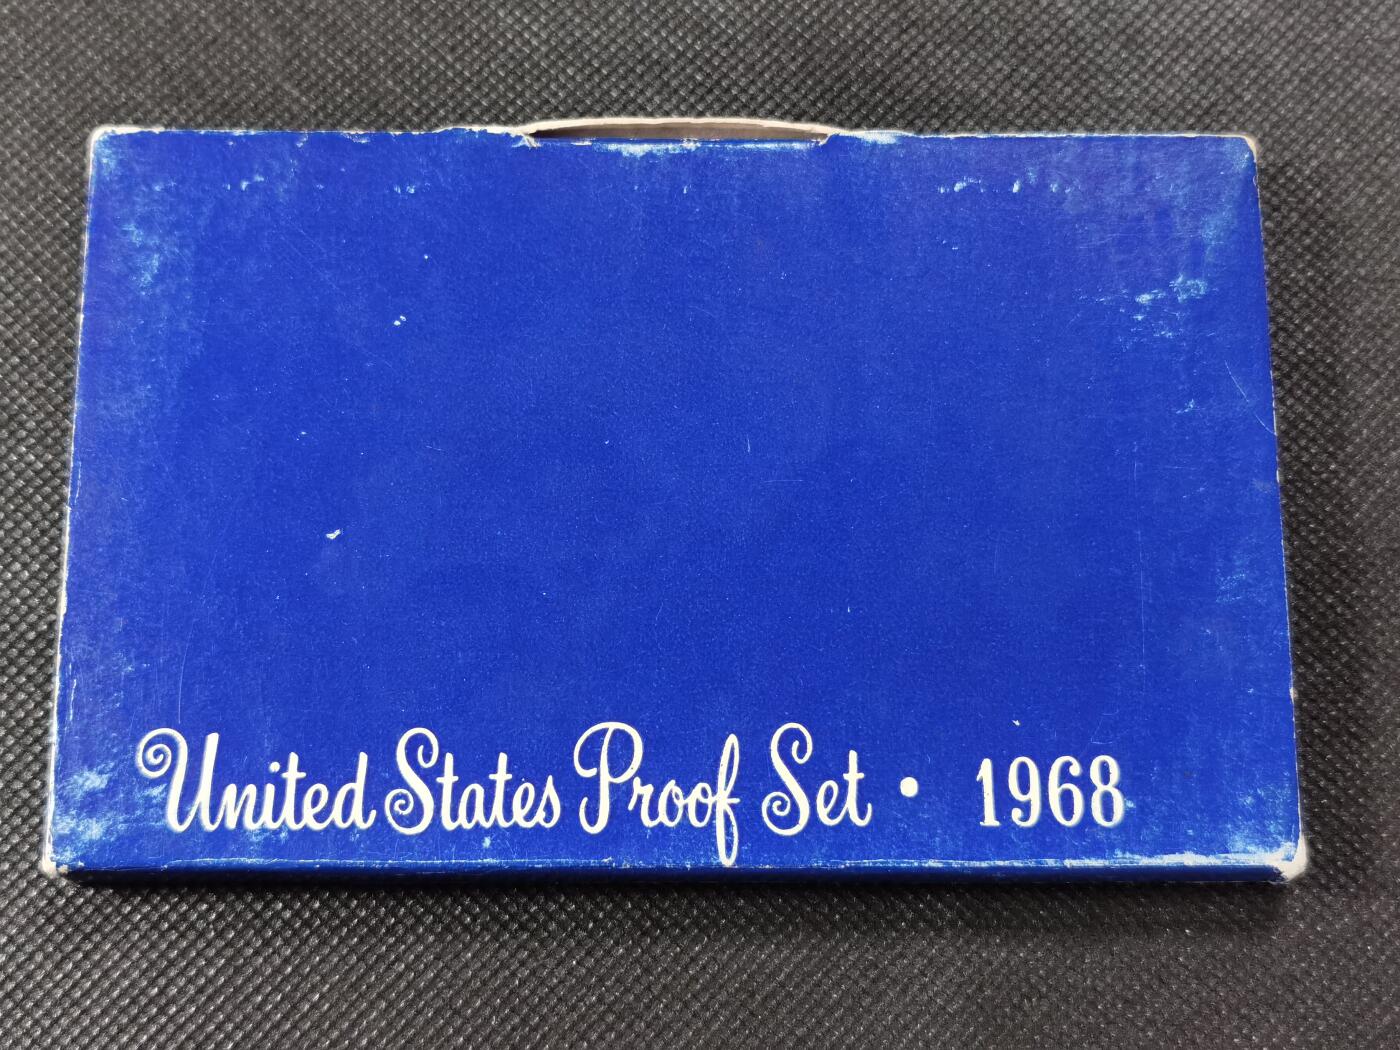 United States Proof Set • 1968